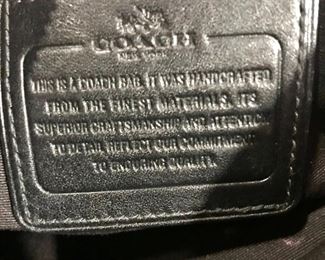 COACH
NEW YORK
THIS IS A COACH BAG. IT WAS HANDCRAFTED
FROM THE FINEST MATERIALS. ITS
SUPERIOR CRAFTSMANSHIP AND ATTENTION
TO DETAIL REFLECT OUR COMMITMENT
TO ENDURING QUALITY.